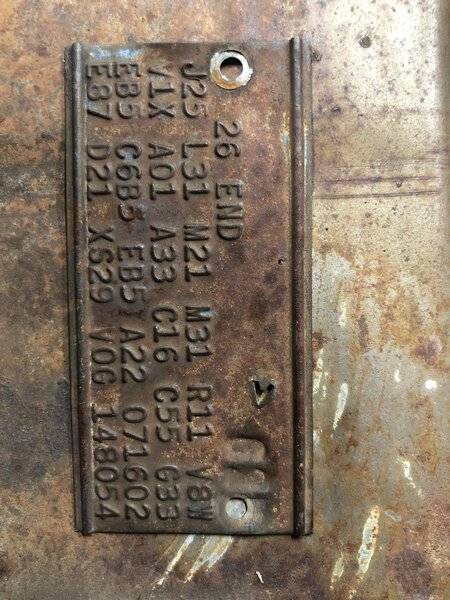 26 END
J25 L31 M21 M31 R11 V8W
V1X A01 A33 C16 C55 G33
EB5 C6B5 EB5 A22 071602
E87 D21 XS29 V0G 148054